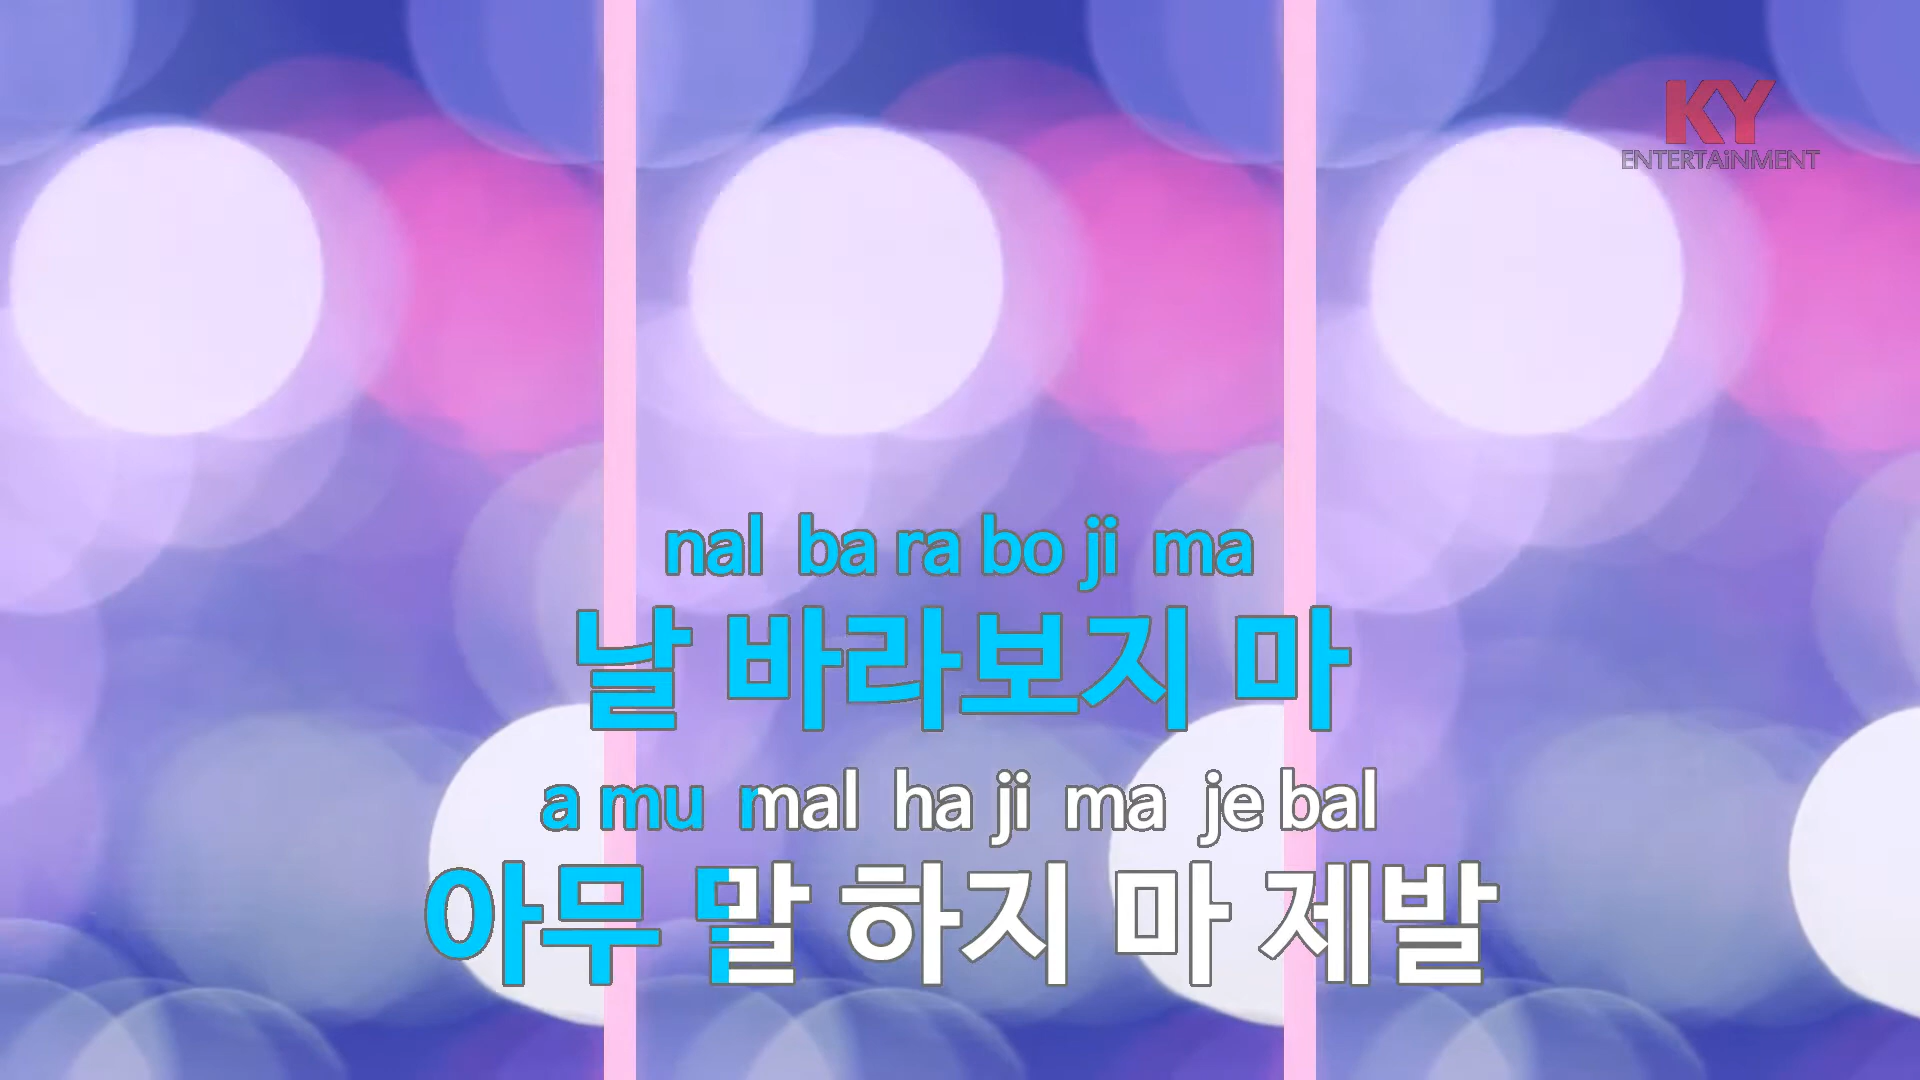 KY
ENTERTAiNMENT
nal ba ra bo ji ma
날 바라보지 마
a mu mal ha ji ma je bal
아무 말 하지 마 제발